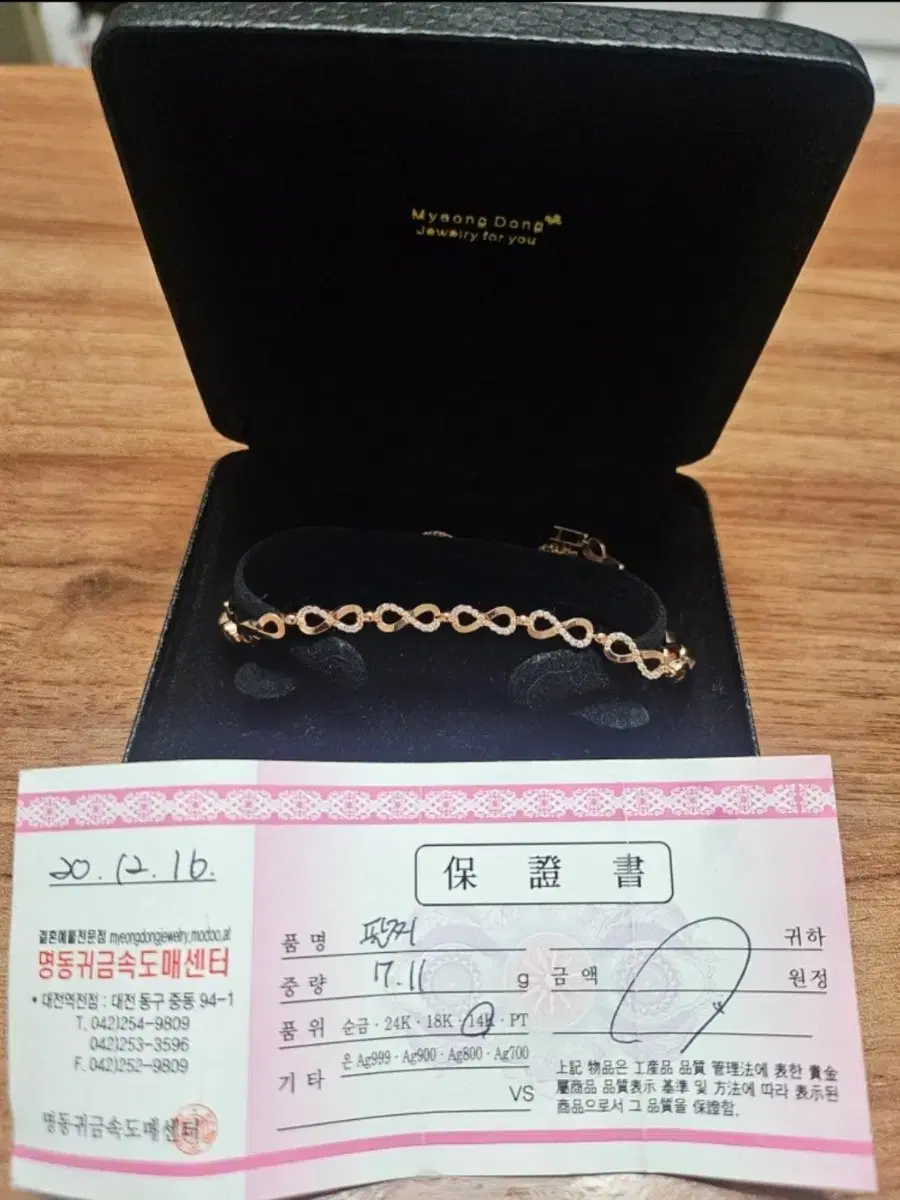 Myeong Dong
Jewelry for you
20.12.16.
결혼예물전문점 myeongdongjewelry.modoo.at
명동귀금속도매센터
• 대전역전점 : 대전 동구 중동 94-1
T. 042)254-9809
042)253-3596
F. 042)252-9809
명동귀금속도매센터
保證書
품명 팔찌 귀하
중량 7.11 g 금액 원정
품위 순금·24K·18K·14K·PT
은 Ag999·Ag900·Ag800·Ag700
기타
VS
上記 物品은 工産品 品質 管理法에 表한 貴金
屬商品 品質表示 基準 및 方法에 따라 表示된
商品으로서 그 品質을 保證함.